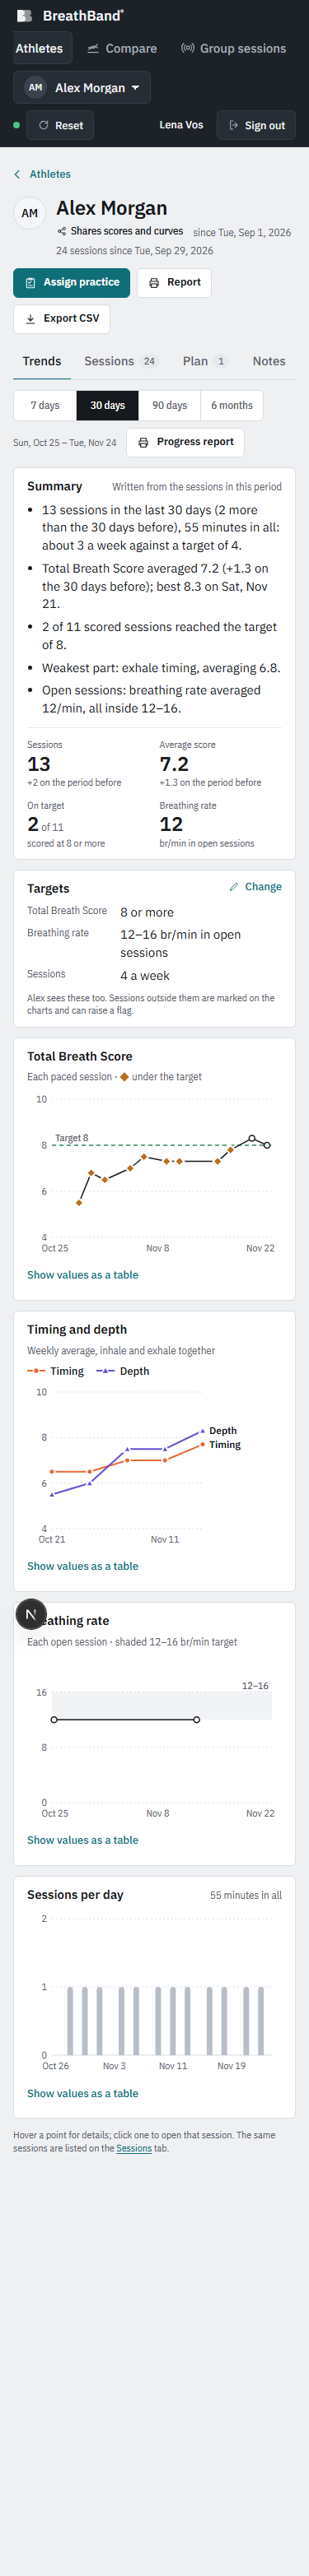 BreathBand®
Athletes
Compare
Group sessions
AM Alex Morgan
Reset
Lena Vos
Sign out
Athletes
AM
Alex Morgan
Shares scores and curves since Tue, Sep 1, 2026
24 sessions since Tue, Sep 29, 2026
Assign practice
Report
Export CSV
Trends
Sessions 24
Plan 1
Notes
7 days
30 days
90 days
6 months
Sun, Oct 25 – Tue, Nov 24
Progress report
Summary
Written from the sessions in this period
• 13 sessions in the last 30 days (2 more
than the 30 days before), 55 minutes in all:
about 3 a week against a target of 4.
• Total Breath Score averaged 7.2 (+1.3 on
the 30 days before); best 8.3 on Sat, Nov
21.
• 2 of 11 scored sessions reached the target
of 8.
• Weakest part: exhale timing, averaging 6.8.
• Open sessions: breathing rate averaged
12/min, all inside 12–16.
Sessions
13
+2 on the period before
Average score
7.2
+1.3 on the period before
On target
2 of 11
scored at 8 or more
Breathing rate
12
br/min in open sessions
Targets
Change
Total Breath Score 8 or more
Breathing rate 12–16 br/min in open
sessions
Sessions 4 a week
Alex sees these too. Sessions outside them are marked on the
charts and can raise a flag.
Total Breath Score
Each paced session · ◆ under the target
10
Target 8
8
6
4
Oct 25 Nov 8 Nov 22
Show values as a table
Timing and depth
Weekly average, inhale and exhale together
Timing Depth
10
8
Depth
Timing
6
4
Oct 21 Nov 11
Show values as a table
N
athing rate
Each open session · shaded 12–16 br/min target
12–16
16
8
0
Oct 25 Nov 8 Nov 22
Show values as a table
Sessions per day
55 minutes in all
2
1
0
Oct 26 Nov 3 Nov 11 Nov 19
Show values as a table
Hover a point for details; click one to open that session. The same
sessions are listed on the Sessions tab.